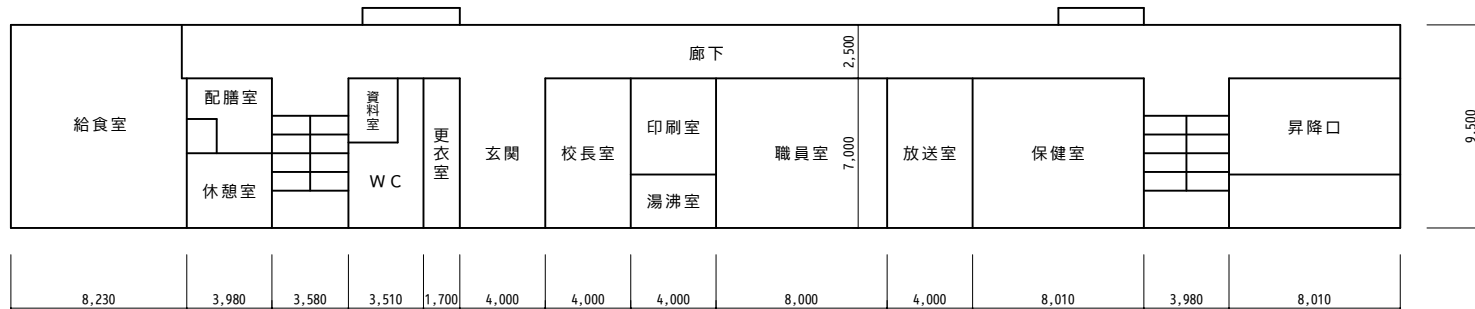 廊下
2,500
給食室
配膳室
休憩室
資料室
WC
更衣室
玄関
校長室
印刷室
湯沸室
職員室
7,000
放送室
保健室
昇降口
9,500
8,230
3,980
3,580
3,510
1,700
4,000
4,000
4,000
8,000
4,000
8,010
3,980
8,010